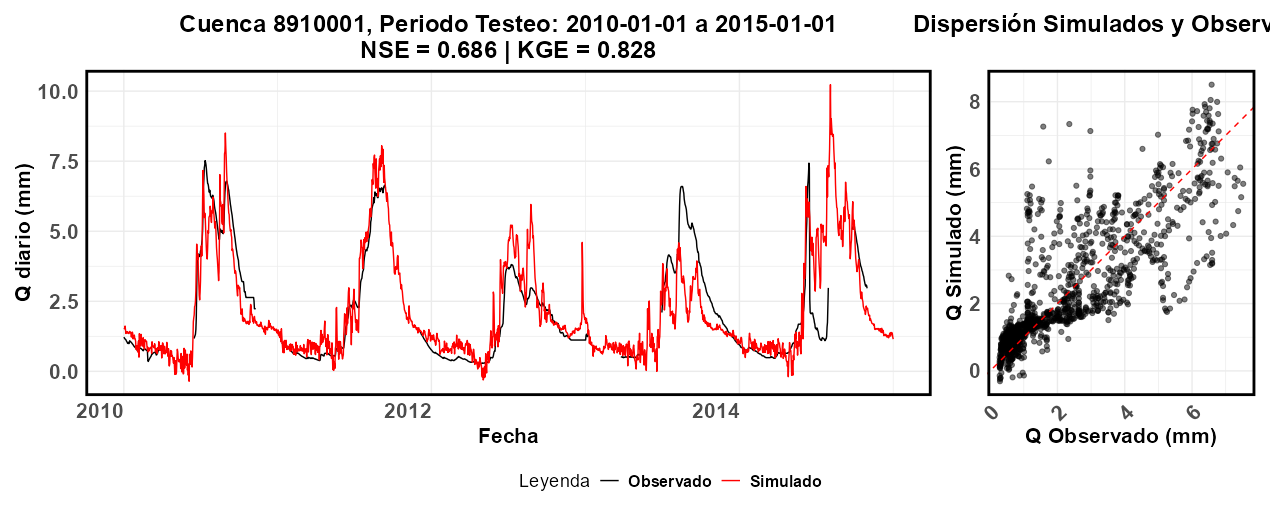 Cuenca 8910001, Periodo Testeo: 2010-01-01 a 2015-01-01
NSE = 0.686 | KGE = 0.828
Q diario (mm)
10.0
7.5
5.0
2.5
0.0
2010
2012
2014
Fecha
Leyenda Observado Simulado
Dispersión Simulados y Observ
Q Simulado (mm)
8
6
4
2
0
0
2
4
6
Q Observado (mm)